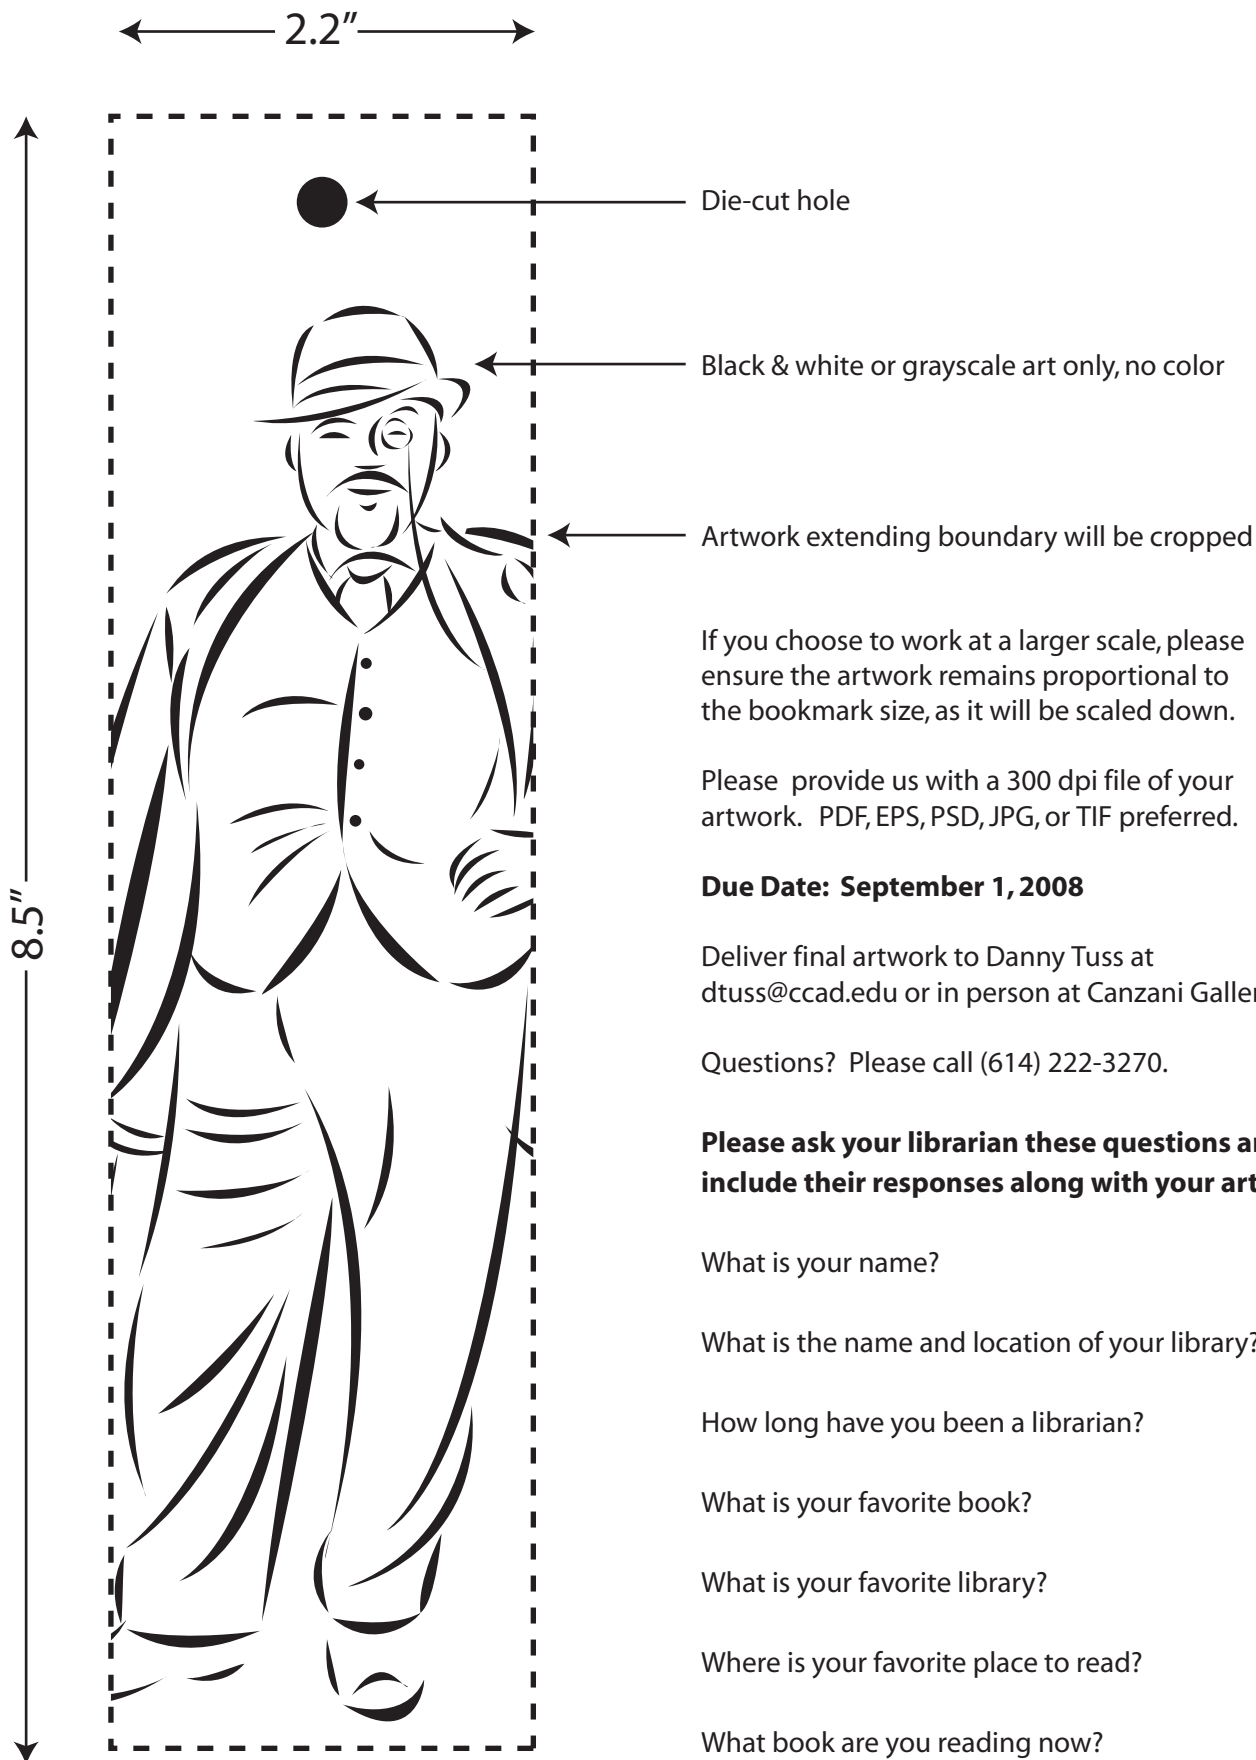 2.2"
8.5"
Die-cut hole
Black & white or grayscale art only, no color
Artwork extending boundary will be cropped
If you choose to work at a larger scale, please
ensure the artwork remains proportional to
the bookmark size, as it will be scaled down.
Please provide us with a 300 dpi file of your
artwork. PDF, EPS, PSD, JPG, or TIF preferred.
Due Date: September 1, 2008
Deliver final artwork to Danny Tuss at
dtuss@ccad.edu or in person at Canzani
Questions? Please call (614) 222-3270.
Please ask your librarian these questions
include their responses along with your
What is your name?
What is the name and location of your library?
How long have you been a librarian?
What is your favorite book?
What is your favorite library?
Where is your favorite place to read?
What book are you reading now?